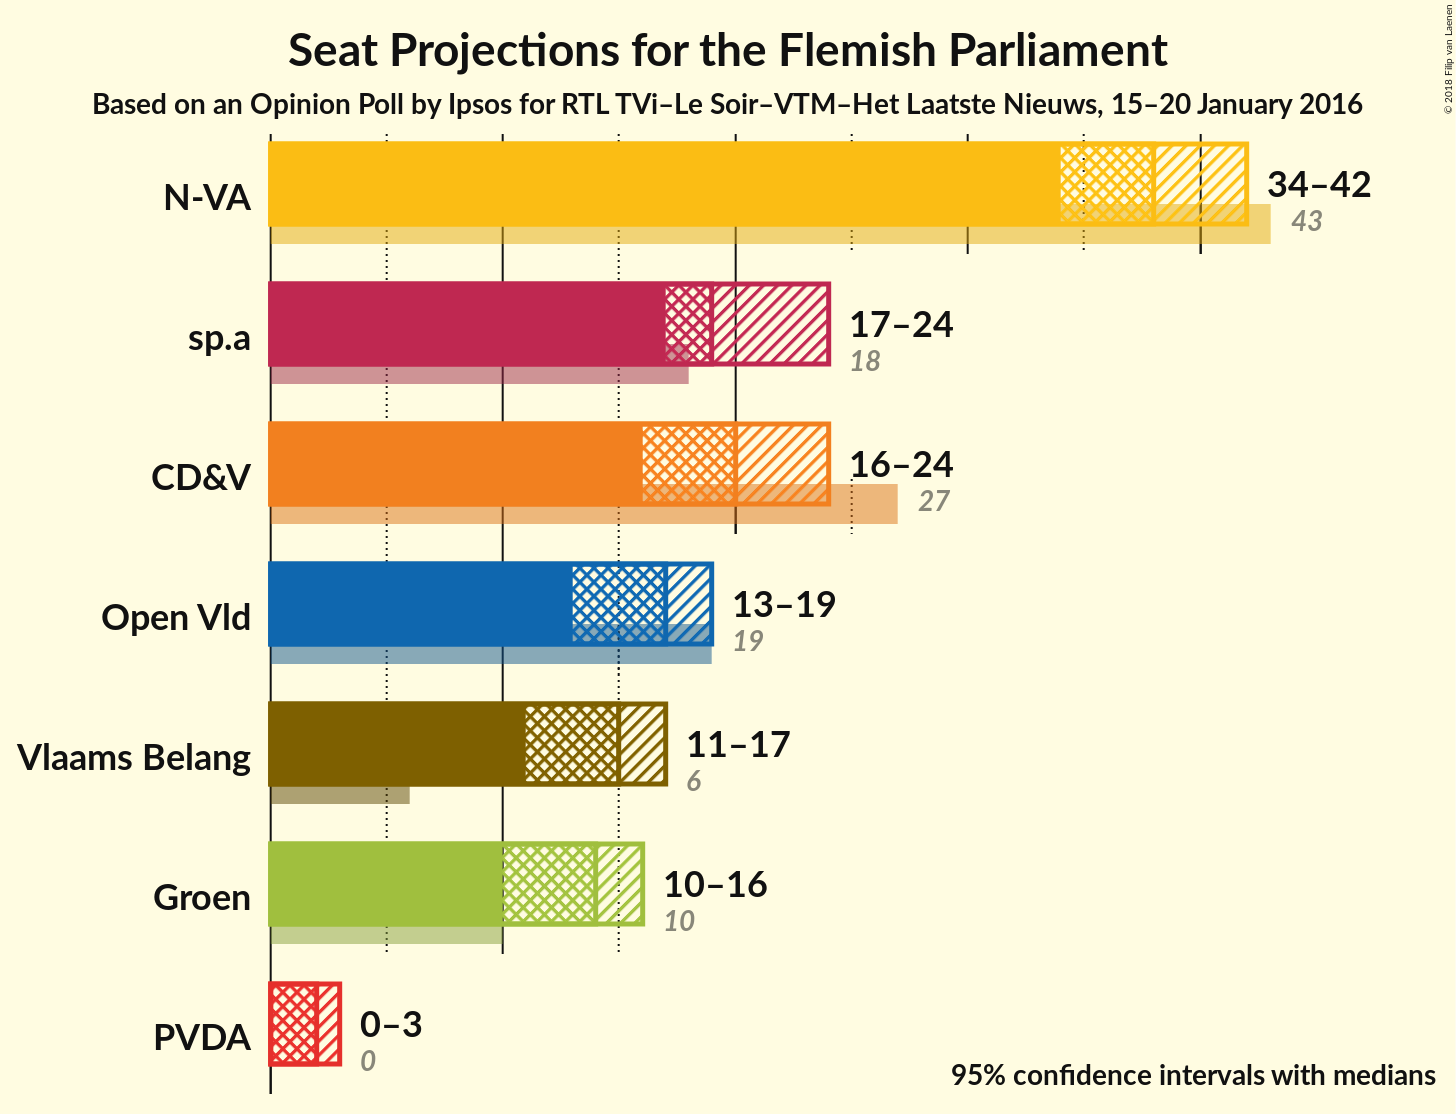 Seat Projections for the Flemish Parliament
Based on an Opinion Poll by Ipsos for RTL TVi–Le Soir–VTM–Het Laatste Nieuws, 15–20 January 2016
© 2018 Filip van Laenen
N-VA
34–42
43
sp.a
17–24
18
CD&V
16–24
27
Open Vld
13–19
19
Vlaams Belang
11–17
6
Groen
10–16
10
PVDA
0–3
0
95% confidence intervals with medians